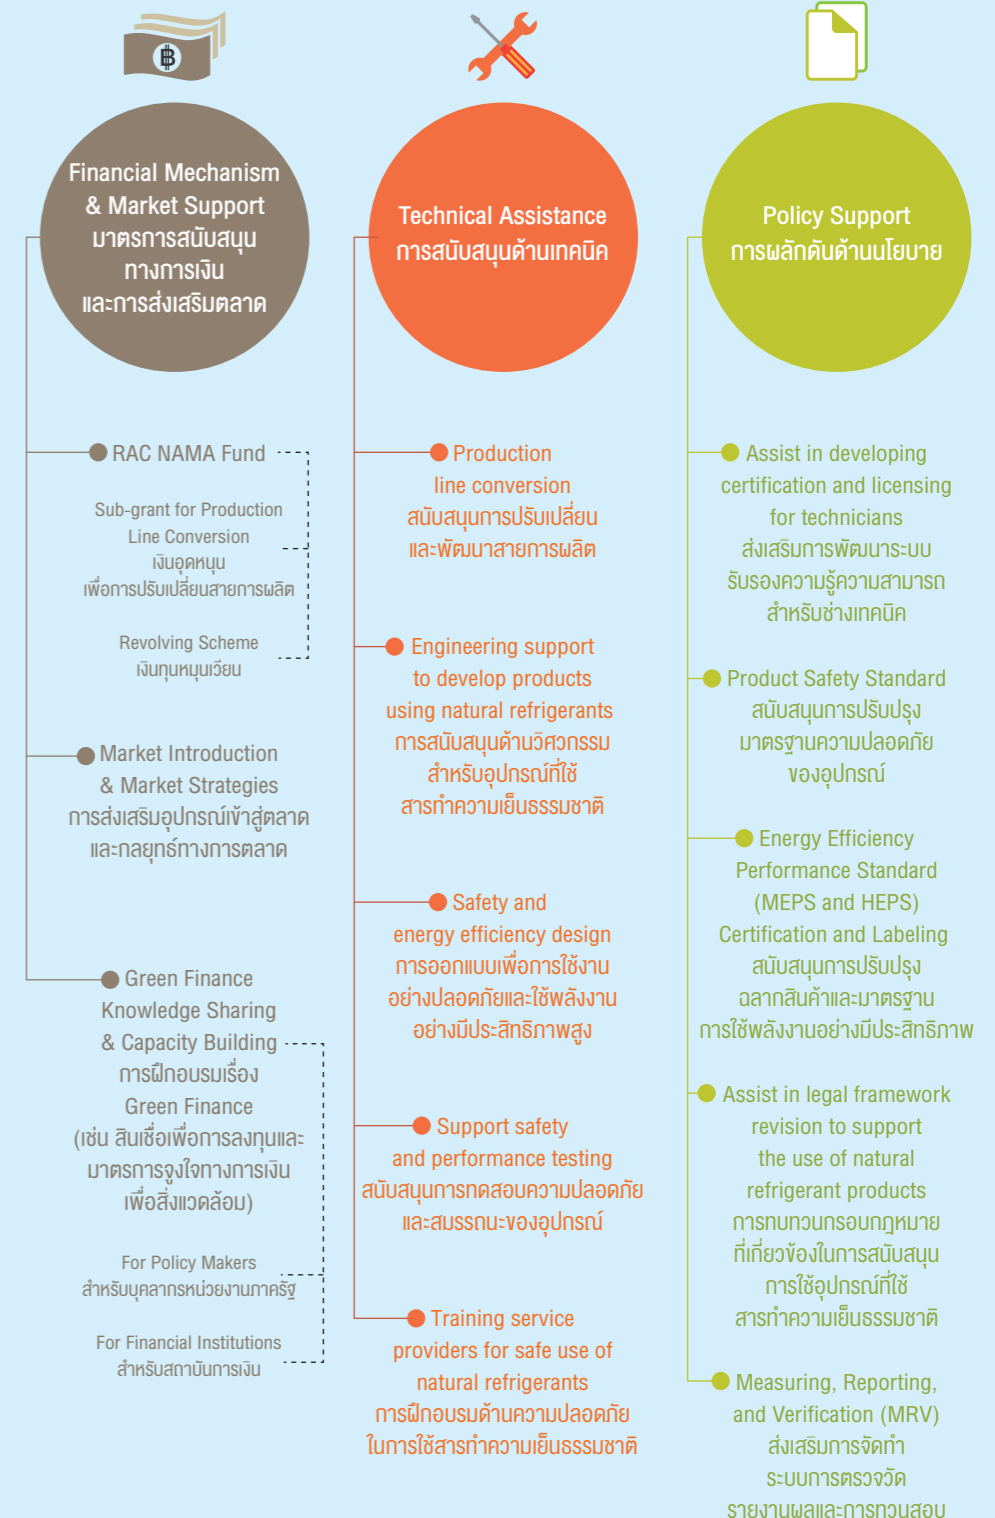 Financial Mechanism
& Market Support
มาตรการสนับสนุน
ทางการเงิน
และการส่งเสริมตลาด
RAC NAMA Fund
Sub-grant for Production
Line Conversion
เงินอุดหนุน
เพื่อการปรับเปลี่ยนสายการผลิต
Revolving Scheme
เงินทุนหมุนเวียน
Market Introduction
& Market Strategies
การส่งเสริมอุปกรณ์เข้าสู่ตลาด
และกลยุทธ์ทางการตลาด
Green Finance
Knowledge Sharing
& Capacity Building
การฝึกอบรมเรื่อง
Green Finance
(เช่น สินเชื่อเพื่อการลงทุนและ
มาตรการจูงใจทางการเงิน
เพื่อสิ่งแวดล้อม)
For Policy Makers
สำหรับบุคลากรหน่วยงานภาครัฐ
For Financial Institutions
สำหรับสถาบันการเงิน
Technical Assistance
การสนับสนุนด้านเทคนิค
Production
line conversion
สนับสนุนการปรับเปลี่ยน
และพัฒนาสายการผลิต
Engineering support
to develop products
using natural refrigerants
การสนับสนุนด้านวิศวกรรม
สำหรับอุปกรณ์ที่ใช้
สารทำความเย็นธรรมชาติ
Safety and
energy efficiency design
การออกแบบเพื่อการใช้งาน
อย่างปลอดภัยและใช้พลังงาน
อย่างมีประสิทธิภาพสูง
Support safety
and performance testing
สนับสนุนการทดสอบความปลอดภัย
และสมรรถนะของอุปกรณ์
Training service
providers for safe use of
natural refrigerants
การฝึกอบรมด้านความปลอดภัย
ในการใช้สารทำความเย็นธรรมชาติ
Policy Support
การผลักดันด้านนโยบาย
Assist in developing
certification and licensing
for technicians
ส่งเสริมการพัฒนาระบบ
รับรองความรู้ความสามารถ
สำหรับช่างเทคนิค
Product Safety Standard
สนับสนุนการปรับปรุง
มาตรฐานความปลอดภัย
ของอุปกรณ์
Energy Efficiency
Performance Standard
(MEPS and HEPS)
Certification and Labeling
สนับสนุนการปรับปรุง
ฉลากสินค้าและมาตรฐาน
การใช้พลังงานอย่างมีประสิทธิภาพ
Assist in legal framework
revision to support
the use of natural
refrigerant products
การทบทวนกรอบกฎหมาย
ที่เกี่ยวข้องในการสนับสนุน
การใช้อุปกรณ์ที่ใช้
สารทำความเย็นธรรมชาติ
Measuring, Reporting,
and Verification (MRV)
ส่งเสริมการจัดทำ
ระบบการตรวจวัด
รายงานผลและการทวนสอบ